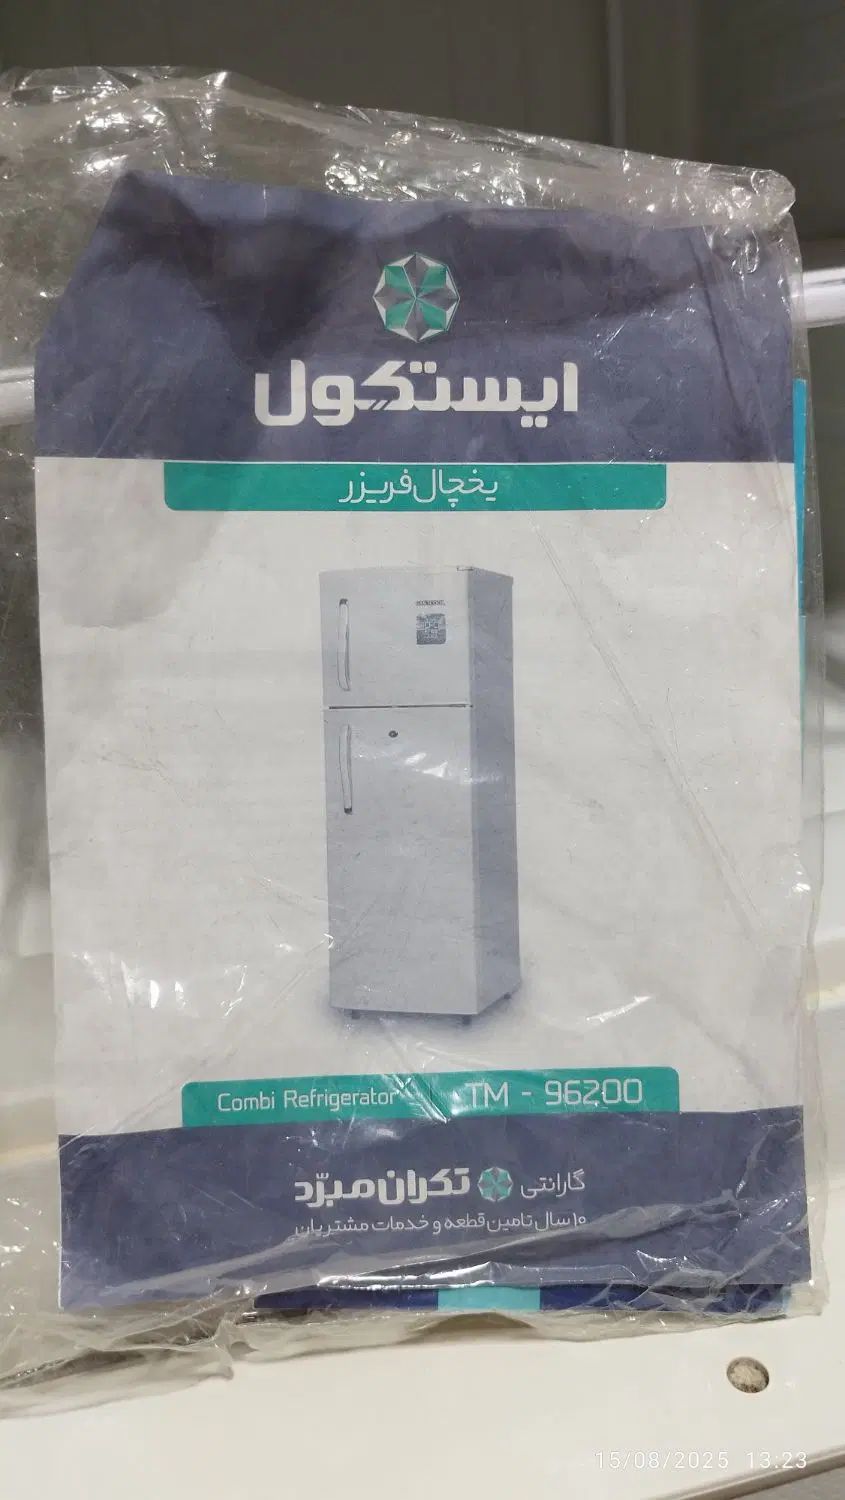 ایستکول
یخچال‌فریزر
Combi Refrigerator TM - 96200
گارانتی تکران مبرّد
۱۰ سال تامین قطعه و خدمات مشتریان
15/08/2025 13:23